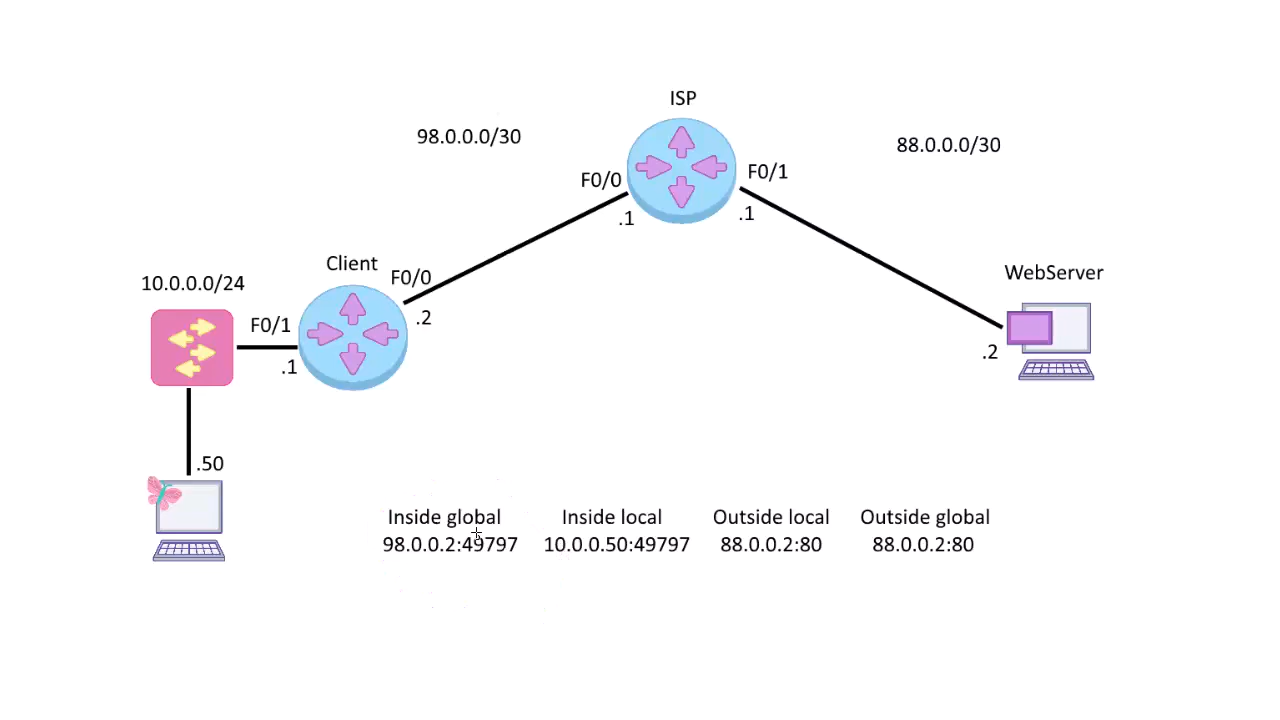 ISP
98.0.0.0/30
88.0.0.0/30
F0/0
F0/1
.1
.1
Client
F0/0
WebServer
10.0.0.0/24
F0/1
.2
.1
.2
.50
Inside global
Inside local
Outside local
Outside global
98.0.0.2:49797
10.0.0.50:49797
88.0.0.2:80
88.0.0.2:80